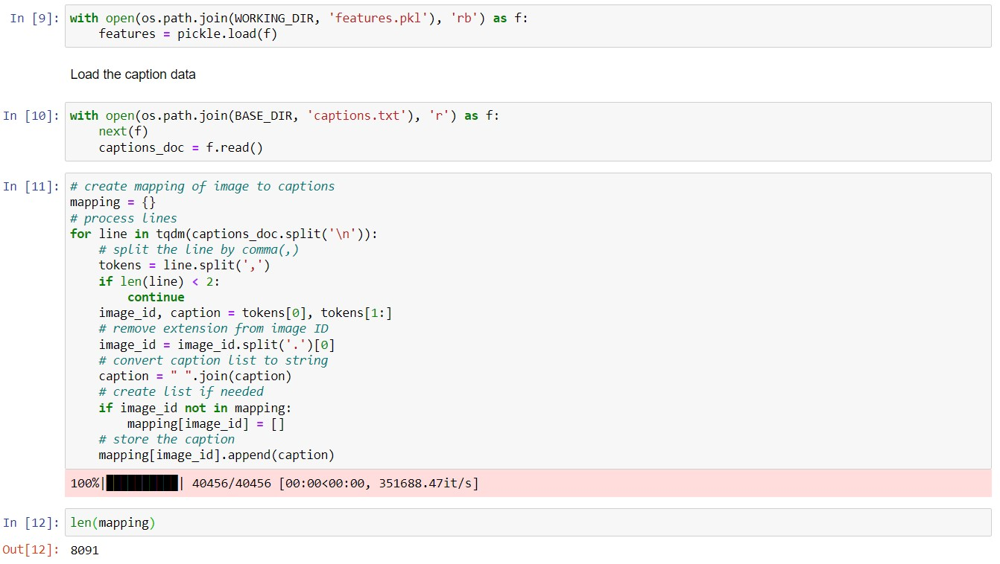 In [9]: with open(os.path.join(WORKING_DIR, 'features.pkl'), 'rb') as f:
    features = pickle.load(f)
Load the caption data
In [10]: with open(os.path.join(BASE_DIR, 'captions.txt'), 'r') as f:
    next(f)
    captions_doc = f.read()
In [11]: # create mapping of image to captions
mapping = {}
# process lines
for line in tqdm(captions_doc.split('\n')):
    # split the line by comma(,)
    tokens = line.split(',')
    if len(line) < 2:
        continue
    image_id, caption = tokens[0], tokens[1:]
    # remove extension from image ID
    image_id = image_id.split('.')[0]
    # convert caption list to string
    caption = " ".join(caption)
    # create list if needed
    if image_id not in mapping:
        mapping[image_id] = []
    # store the caption
    mapping[image_id].append(caption)
100%|██████████| 40456/40456 [00:00<00:00, 351688.47it/s]
In [12]: len(mapping)
Out[12]: 8091